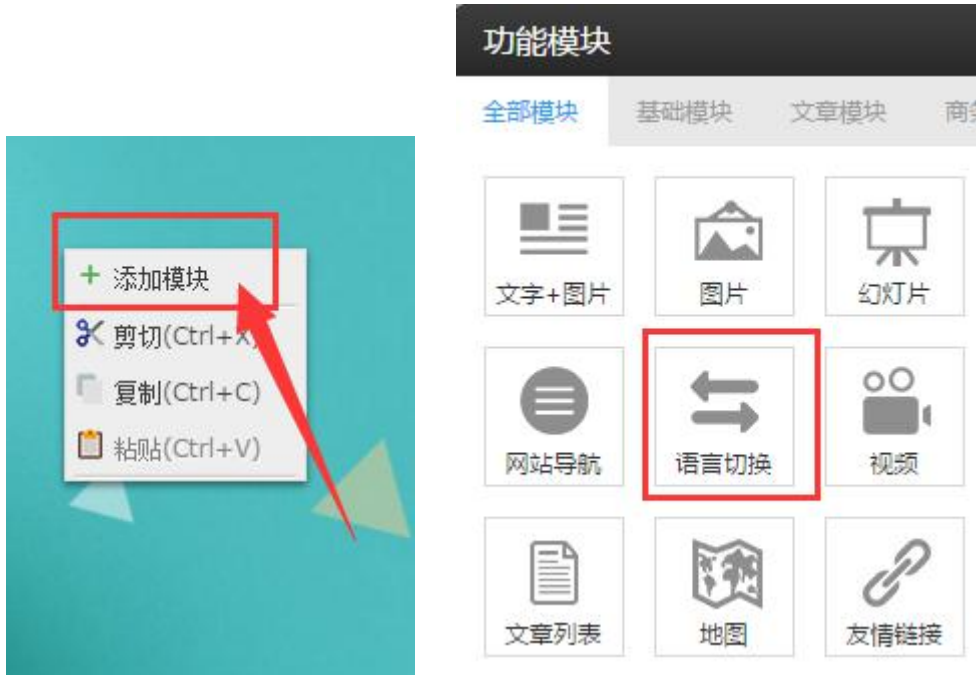 添加模块
剪切(Ctrl+X)
复制(Ctrl+C)
粘贴(Ctrl+V)
功能模块
全部模块 基础模块 文章模块 商
文字+图片 图片 幻灯片
网站导航 语言切换 视频
文章列表 地图 友情链接